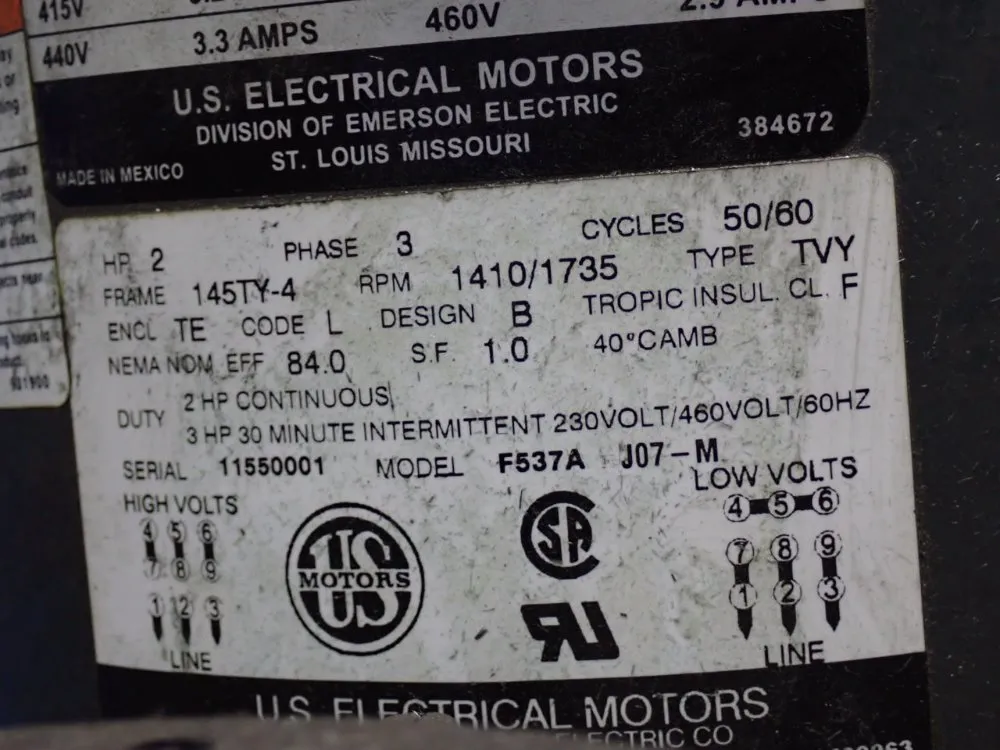 415V
440V 3.3 AMPS 460V
U.S. ELECTRICAL MOTORS
DIVISION OF EMERSON ELECTRIC
ST. LOUIS MISSOURI
384672
MADE IN MEXICO
HP 2 PHASE 3 CYCLES 50/60
FRAME 145TY-4 RPM 1410/1735 TYPE TVY
ENCL TE CODE L DESIGN B TROPIC INSUL. CL. F
NEMA NOM EFF 84.0 S.F. 1.0 40°CAMB
DUTY 2 HP CONTINUOUS
3 HP 30 MINUTE INTERMITTENT 230VOLT/460VOLT/60HZ
SERIAL 11550001 MODEL F537A J07-M
HIGH VOLTS
4 5 6
7 8 9
1 2 3
LINE
US
MOTORS
SA
UR
LOW VOLTS
4 5 6
7 8 9
1 2 3
LINE
U.S. ELECTRICAL MOTORS
ELECTRIC CO